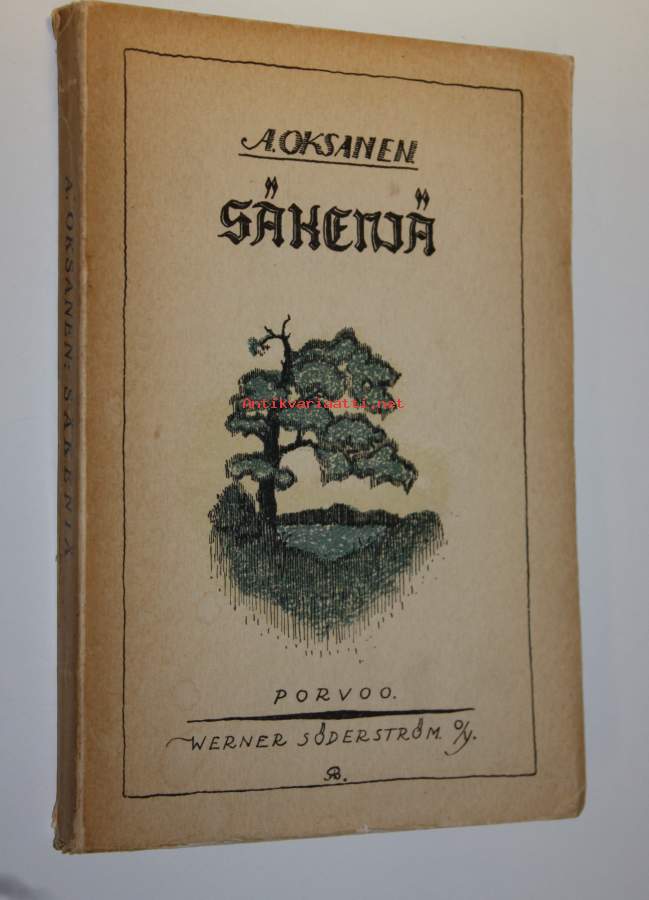 A. OKSANEN.
SÄKENIÄ
Antikvariaatti.net
PORVOO.
WERNER SÖDERSTRÖM O/Y.
A. OKSANEN: SÄKENIÄ